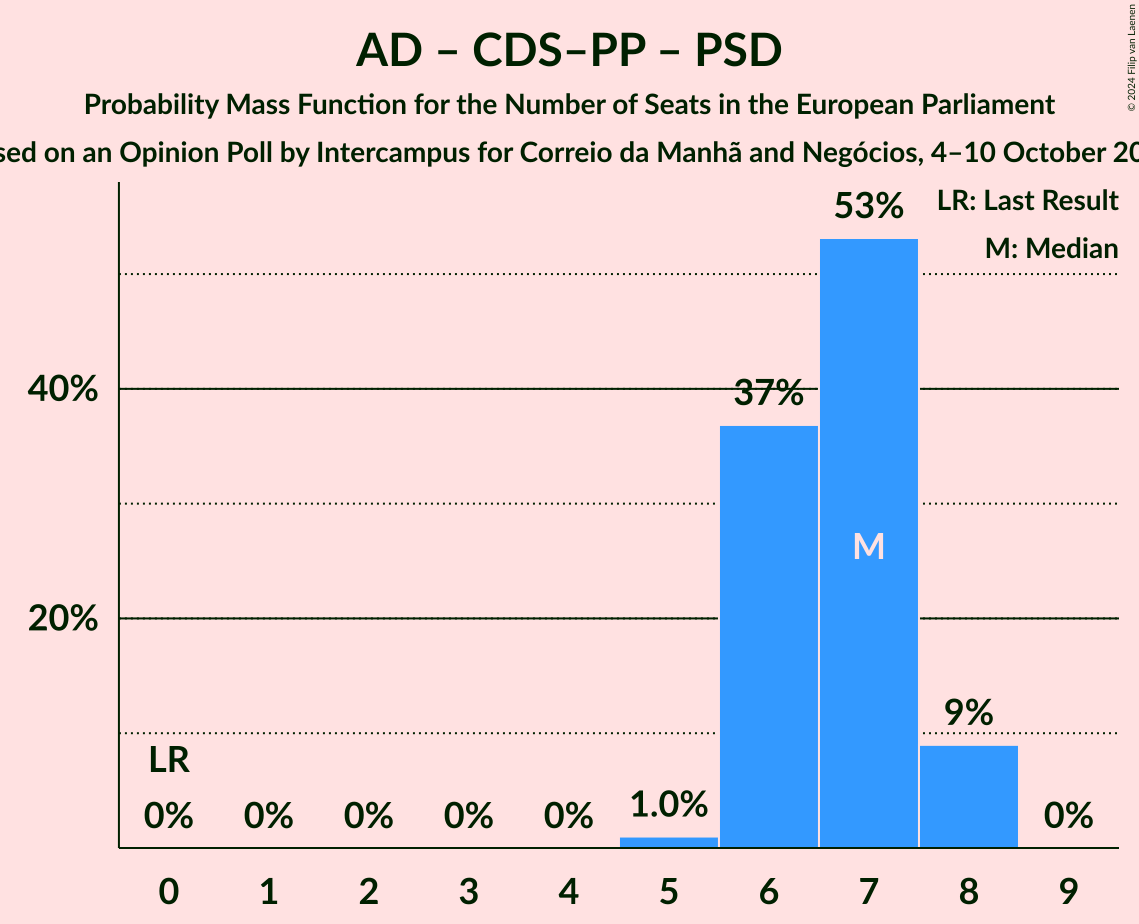 AD – CDS–PP – PSD
Probability Mass Function for the Number of Seats in the European Parliament
on an Opinion Poll by Intercampus for Correio da Manhã and Negócios, 4–10 October
© 2024 Filip van Laenen
LR: Last Result
M: Median
53%
40%
37%
M
20%
9%
LR
1.0%
0% 0% 0% 0% 0% 0%
0 1 2 3 4 5 6 7 8 9